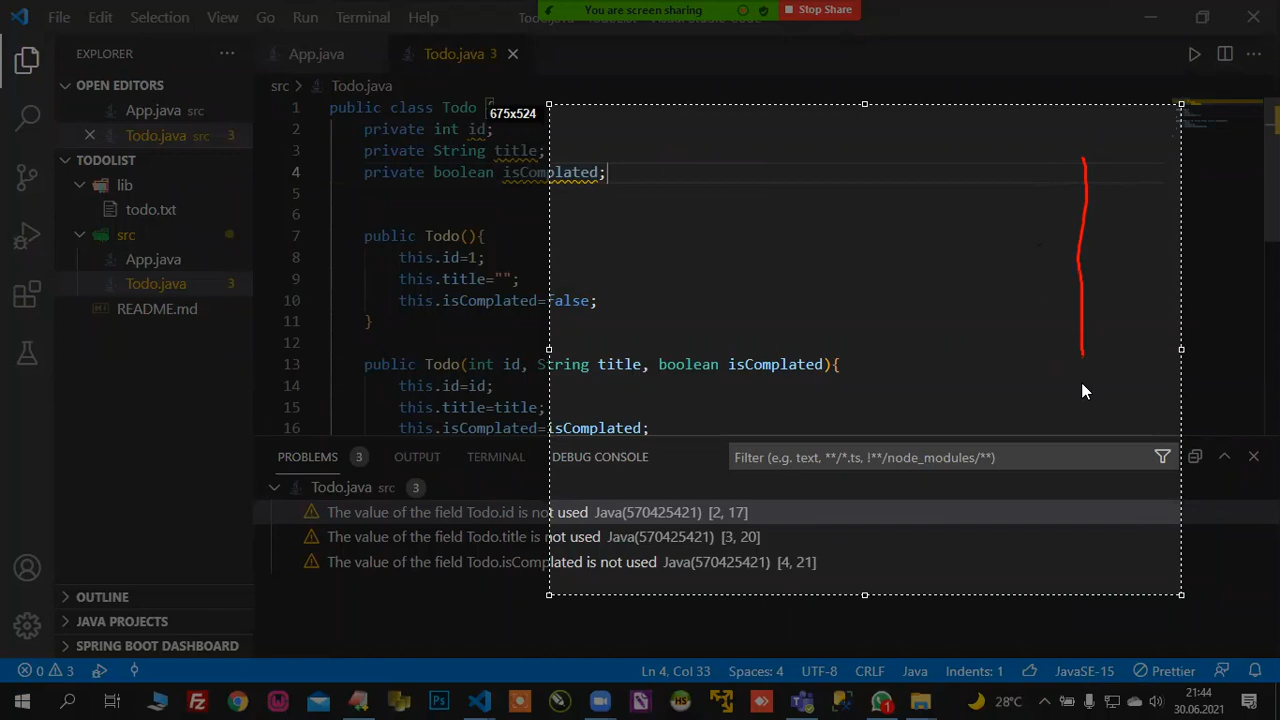 You are screen sharing Stop Share
File Edit Selection View Go Run Terminal Help
EXPLORER
OPEN EDITORS
App.java src
Todo.java src 3
TODOLIST
lib
todo.txt
src
App.java
Todo.java 3
README.md
OUTLINE
JAVA PROJECTS
SPRING BOOT DASHBOARD
App.java Todo.java 3
src > Todo.java
675x524
1 public class Todo {
2 private int id;
3 private String title;
4 private boolean isComplated;
5
6
7 public Todo(){
8 this.id=1;
9 this.title="";
10 this.isComplated=false;
11 }
12
13 public Todo(int id, String title, boolean isComplated){
14 this.id=id;
15 this.title=title;
16 this.isComplated=isComplated;
PROBLEMS 3 OUTPUT TERMINAL DEBUG CONSOLE Filter (e.g. text, **/*.ts, !**/node_modules/**)
Todo.java src 3
The value of the field Todo.id is not used Java(570425421) [2, 17]
The value of the field Todo.title is not used Java(570425421) [3, 20]
The value of the field Todo.isComplated is not used Java(570425421) [4, 21]
0 3 Ln 4, Col 33 Spaces: 4 UTF-8 CRLF Java Indents: 1 JavaSE-15 Prettier
28°C 21:44
30.06.2021